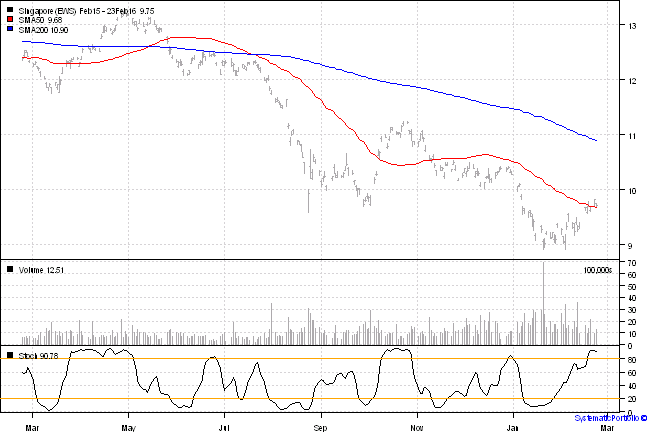 Singapore (EWS) Feb15 - 23Feb16 9.75
SMA50 9.68
SMA200 10.90
13
12
11
10
9
Volume 12.51
100,000s
70
60
50
40
30
20
10
0
Stoch 90.78
80
60
40
20
0
Mar May Jul Sep Nov Jan Mar
SystematicPortfolio ©